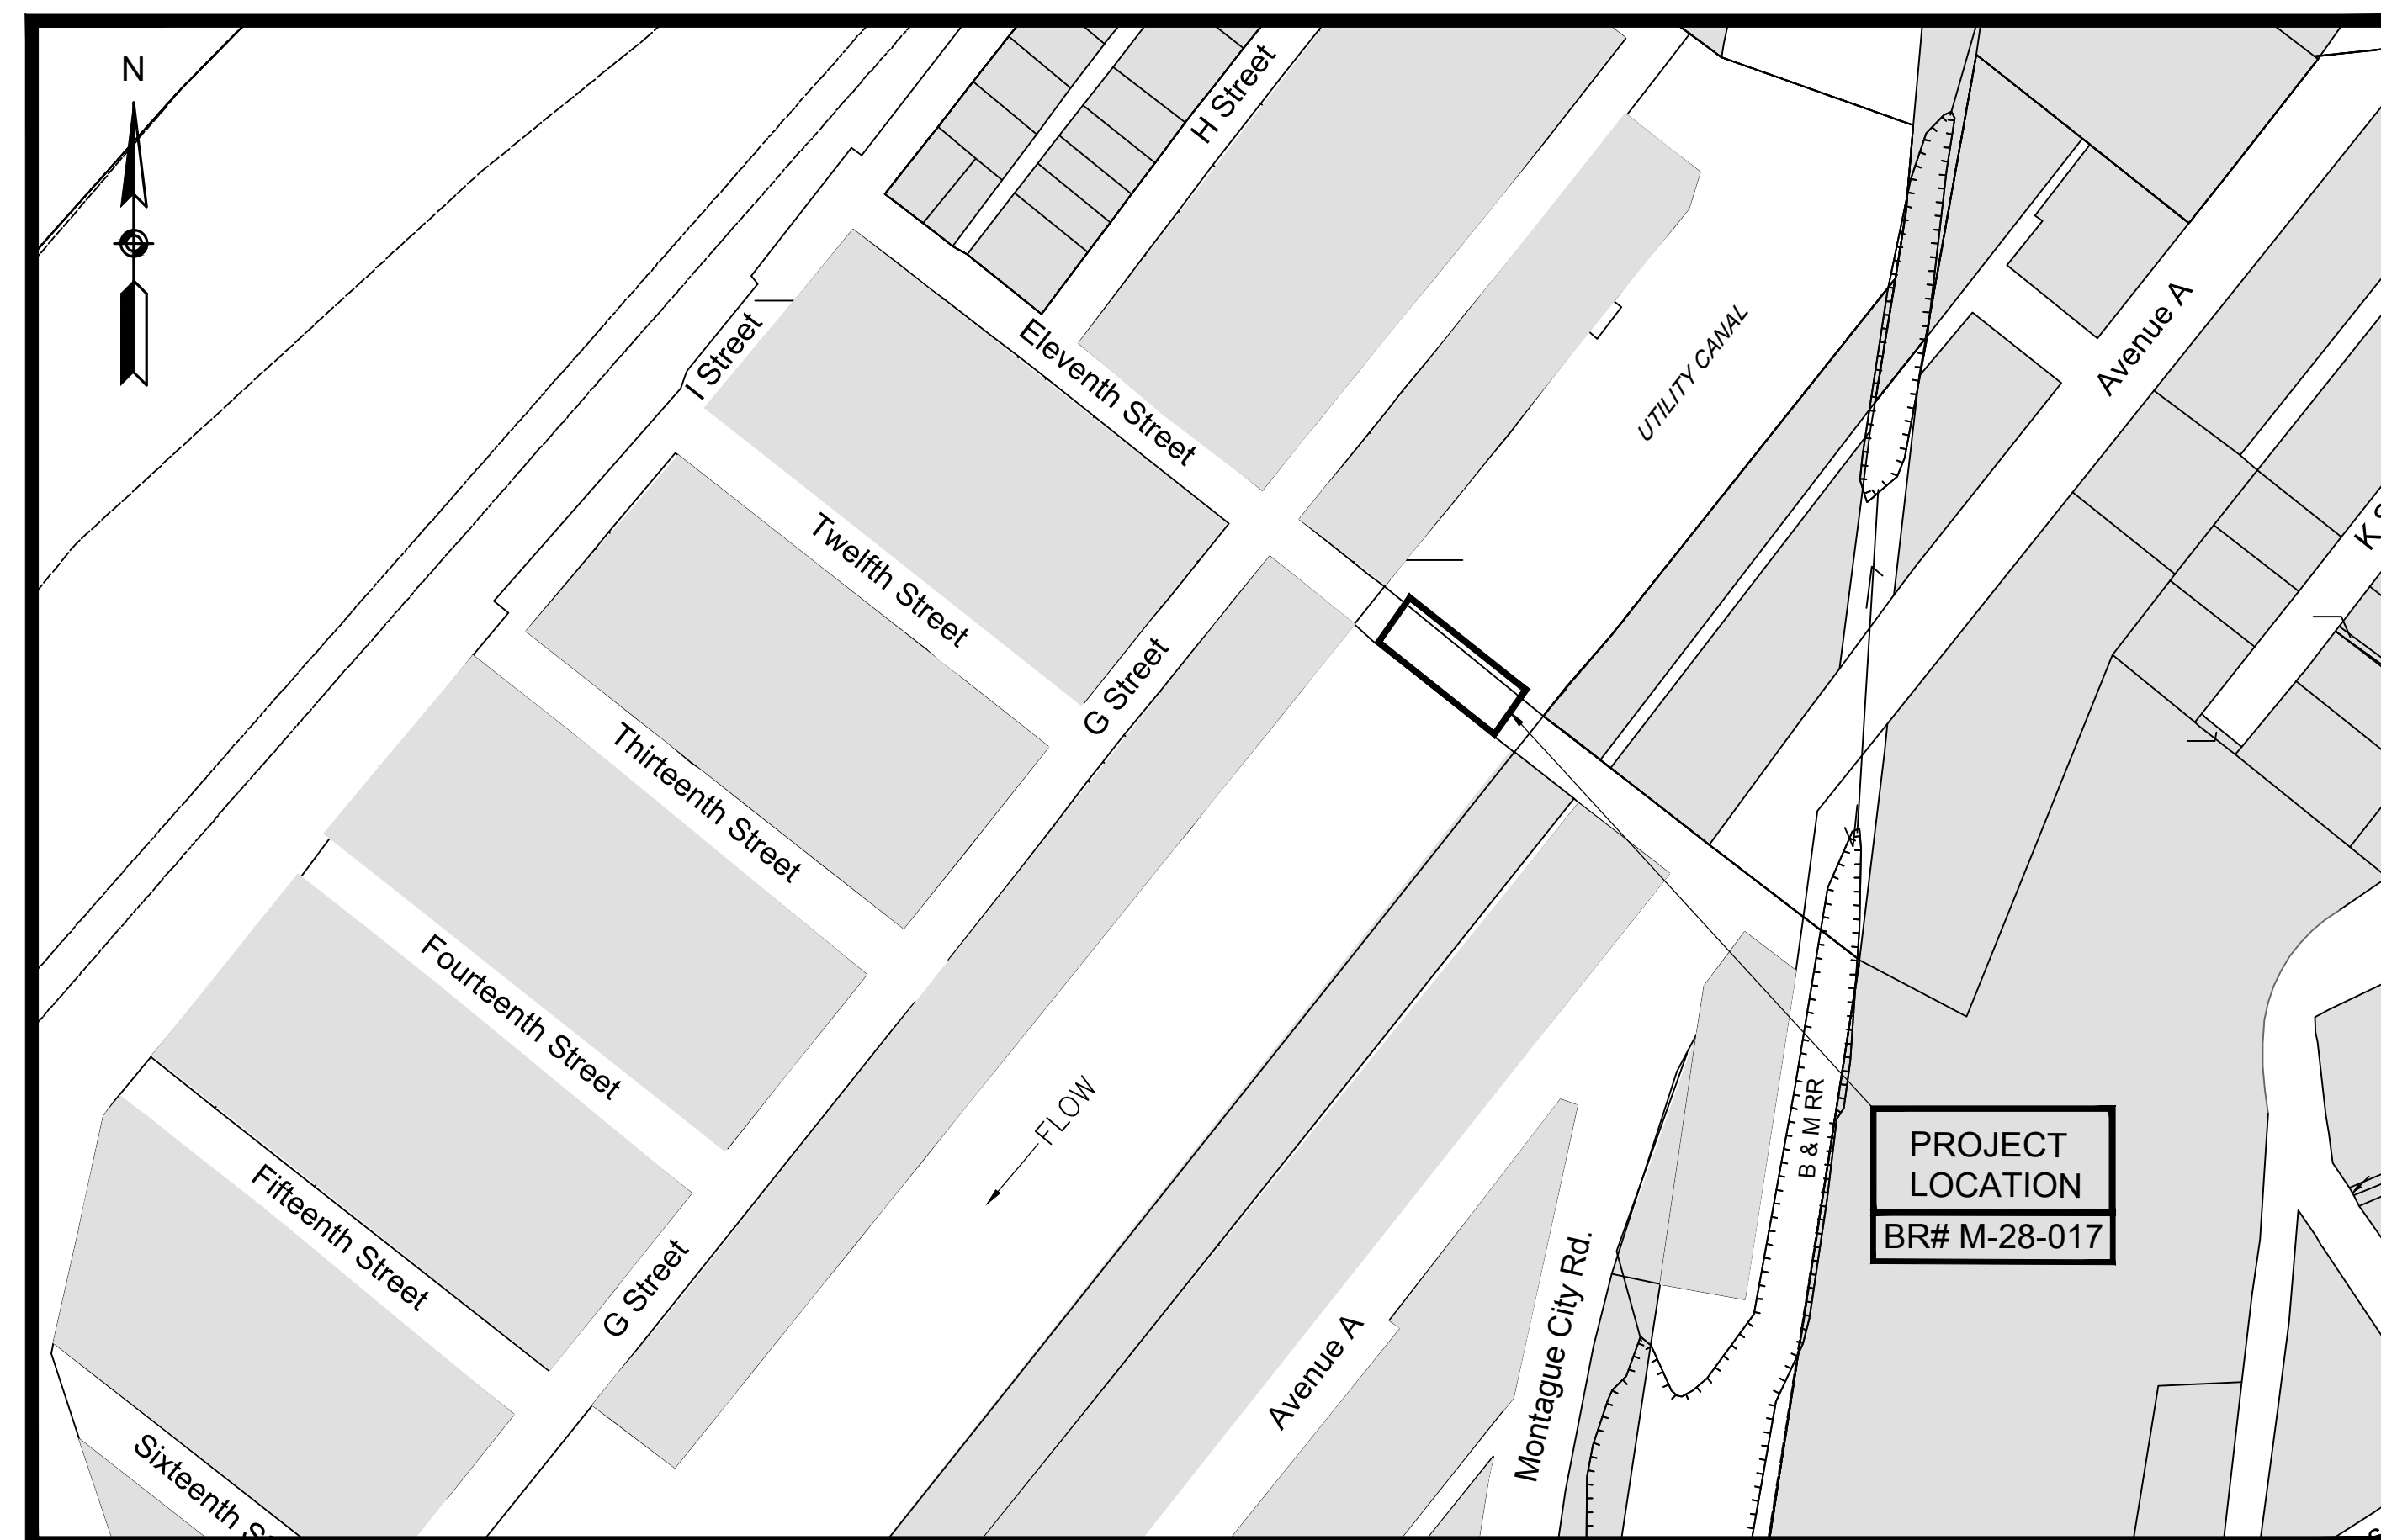 N
H Street
I Street
Eleventh Street
UTILITY CANAL
Avenue A
Twelfth Street
G Street
Thirteenth Street
Fourteenth Street
FLOW
Fifteenth Street
G Street
Sixteenth
Avenue A
Montague City Rd.
B & M RR
PROJECT
LOCATION
BR# M-28-017
K